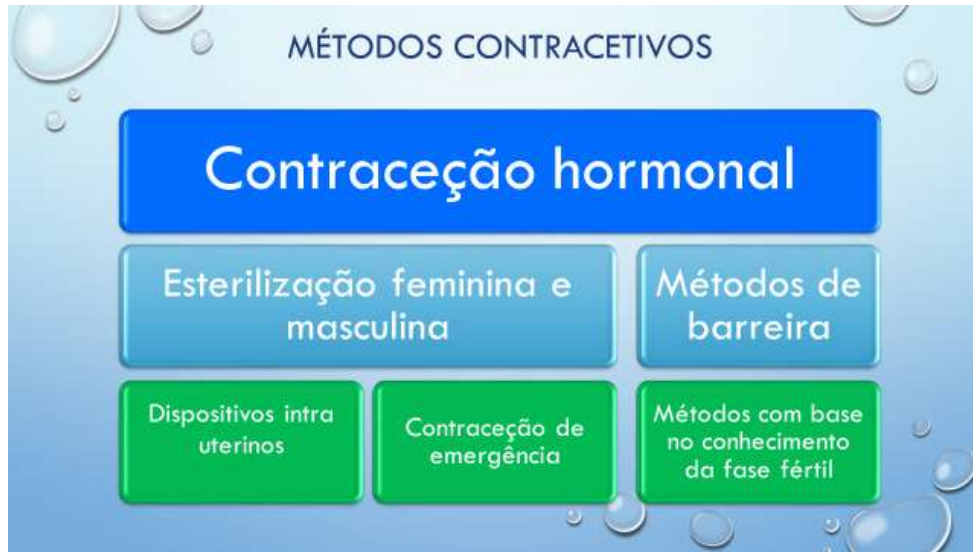 MÉTODOS CONTRACETIVOS
Contraceção hormonal
Esterilização feminina e
masculina
Métodos de
barreira
Dispositivos intra
uterinos
Contraceção de
emergência
Métodos com base
no conhecimento
da fase fértil